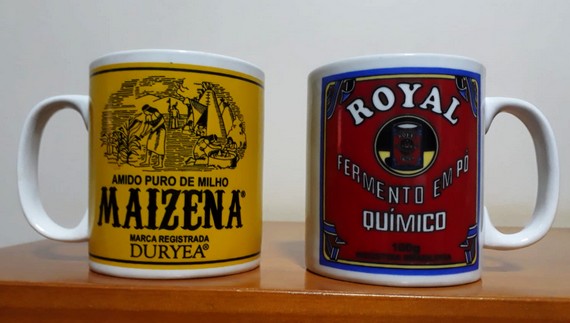 AMIDO PURO DE MILHO
MAIZENA®
MARCA REGISTRADA
DURYEA®
ROYAL
FERMENTO EM PÓ
QUÍMICO